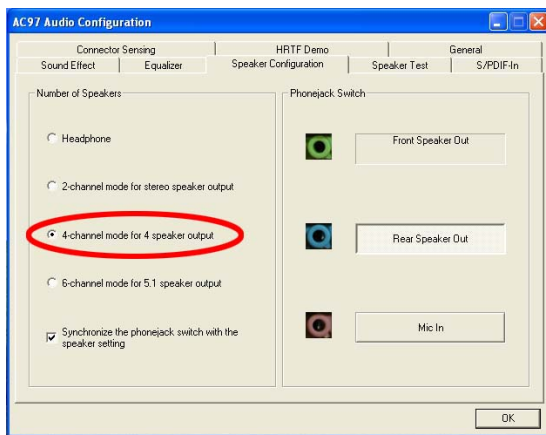 AC97 Audio Configuration
Connector Sensing
HRTF Demo
General
Sound Effect
Equalizer
Speaker Configuration
Speaker Test
S/PDIF-In
Number of Speakers
Headphone
2-channel mode for stereo speaker output
4-channel mode for 4 speaker output
6-channel mode for 5.1 speaker output
Synchronize the phonejack switch with the
speaker setting
Phonejack Switch
Front Speaker Out
Rear Speaker Out
Mic In
OK